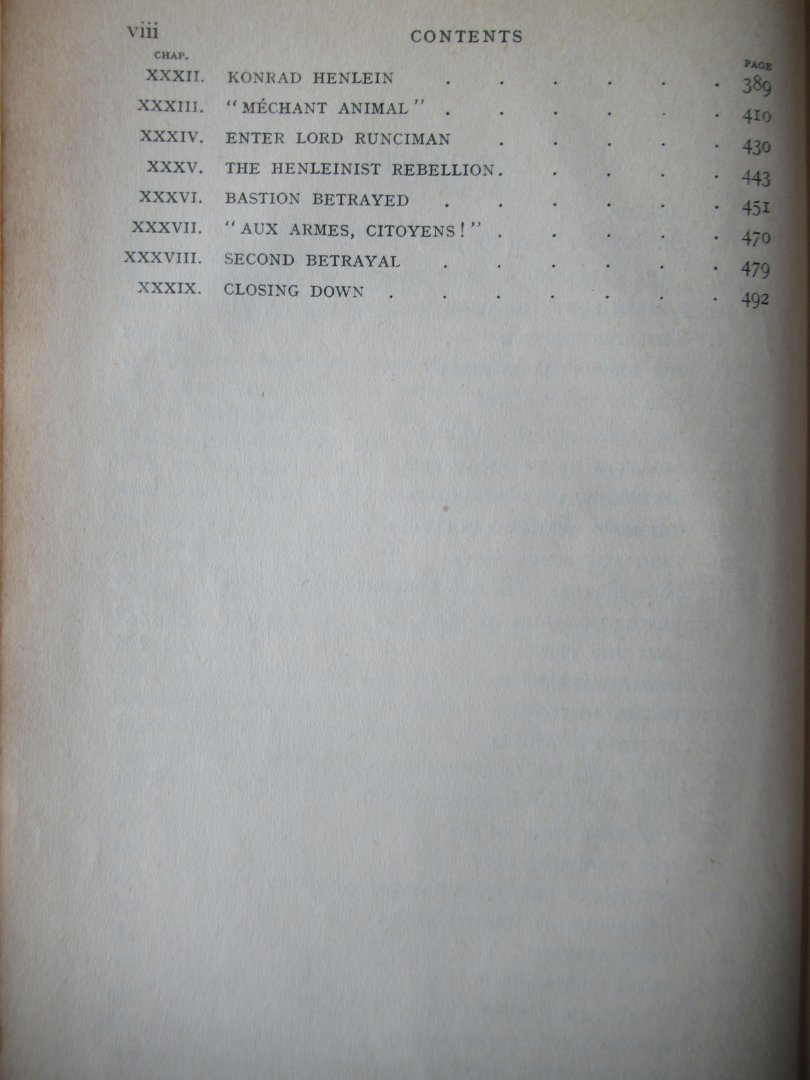 viii CONTENTS
CHAP. PAGE
XXXII. KONRAD HENLEIN . . . . . . 389
XXXIII. “MÉCHANT ANIMAL” . . . . . . 410
XXXIV. ENTER LORD RUNCIMAN . . . . . 430
XXXV. THE HENLEINIST REBELLION. . . . . 443
XXXVI. BASTION BETRAYED . . . . . . 451
XXXVII. “AUX ARMES, CITOYENS!” . . . . . 470
XXXVIII. SECOND BETRAYAL . . . . . . 479
XXXIX. CLOSING DOWN . . . . . . . 492